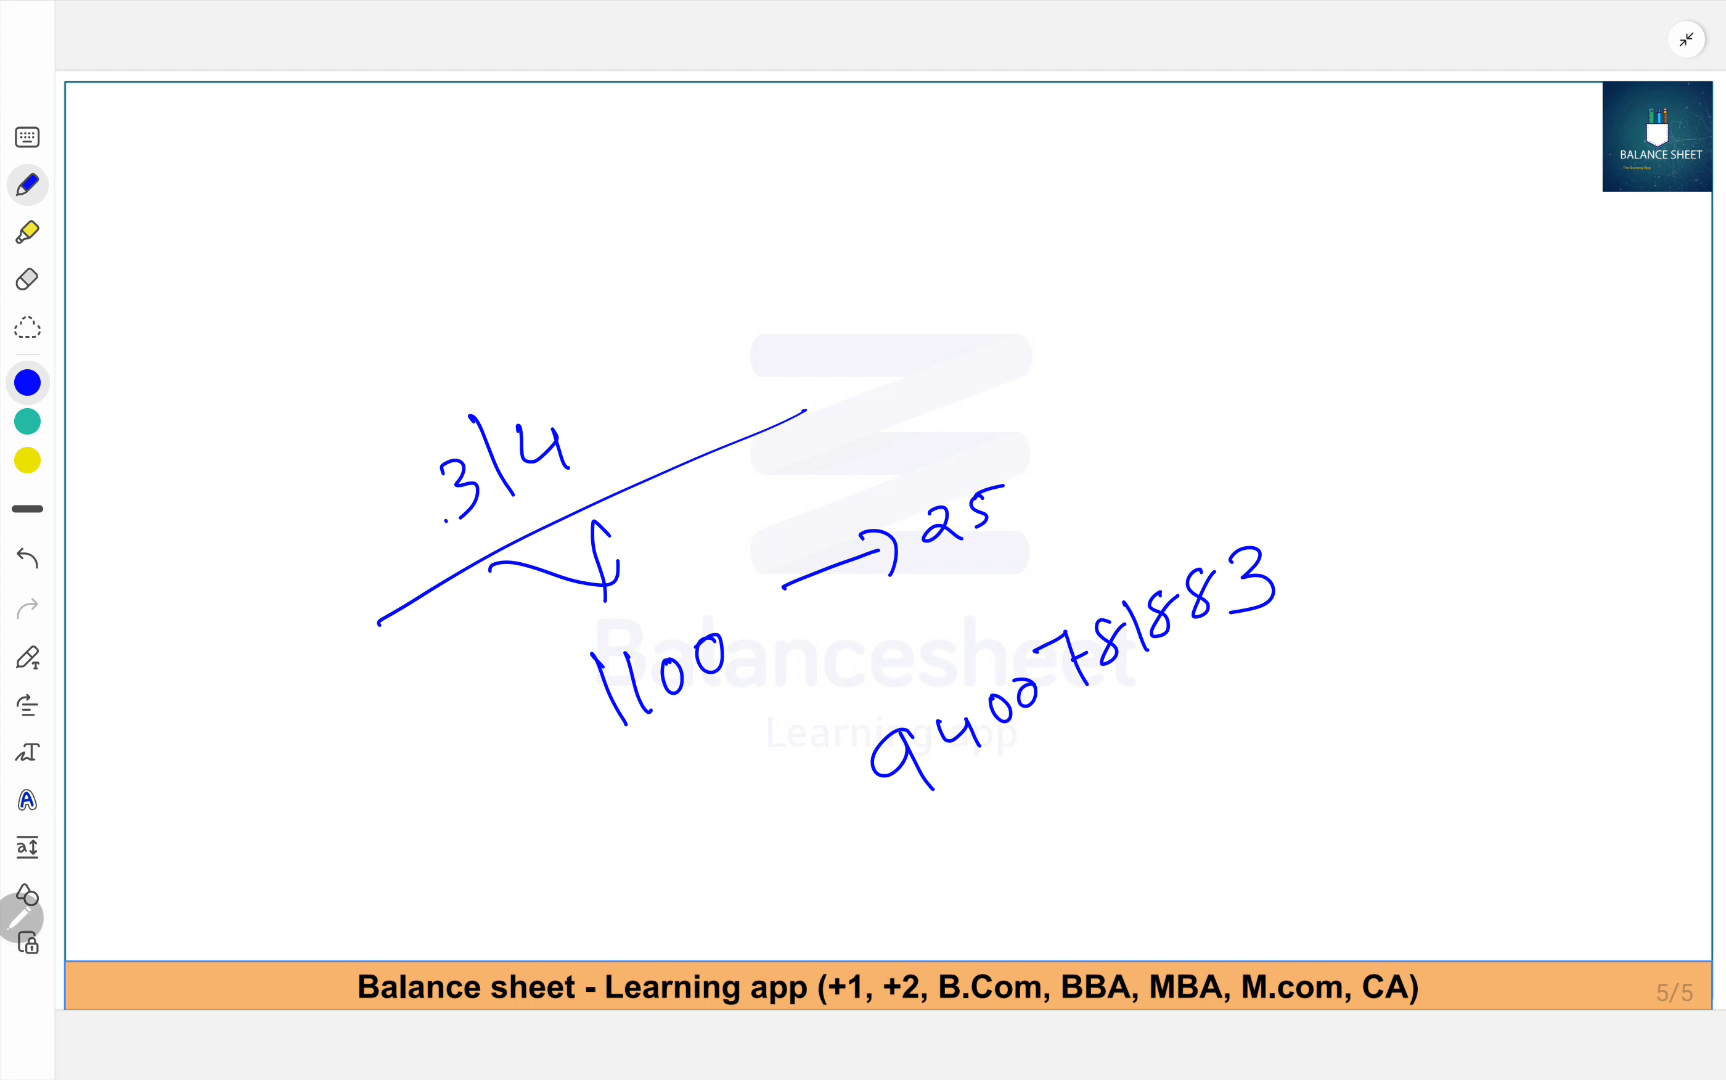 BALANCE SHEET
3/4
25
1100
9400781883
Balancesheet
Learning app
Balance sheet - Learning app (+1, +2, B.Com, BBA, MBA, M.com, CA)
5/5